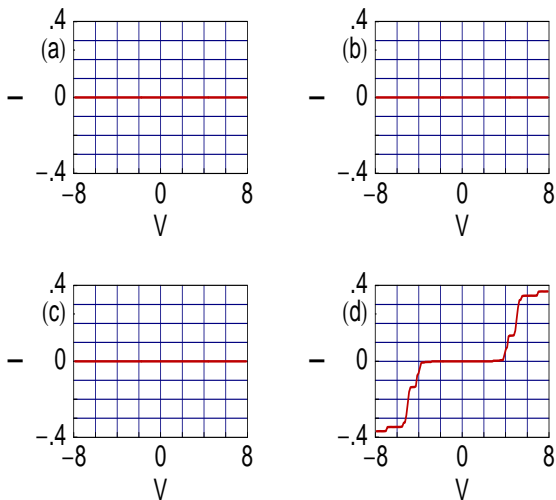 .4 .4
(a) (b)
I 0 I 0
−.4 −.4
−8 0 8 −8 0 8
V V
.4 .4
(c) (d)
I 0 I 0
−.4 −.4
−8 0 8 −8 0 8
V V